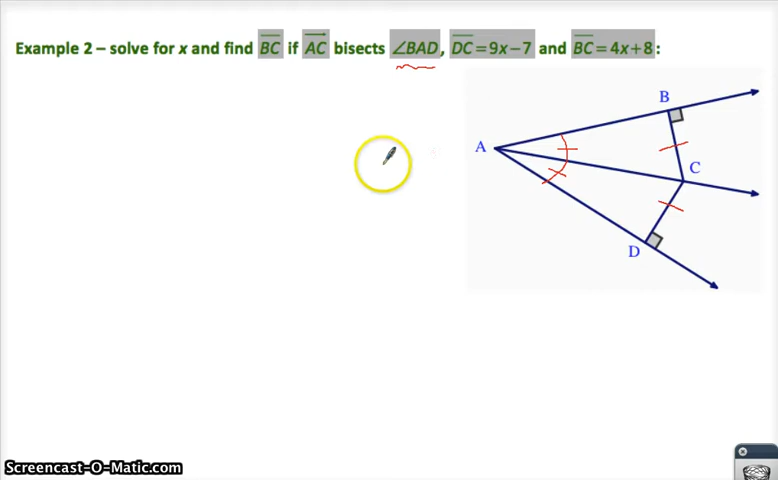 Example 2 – solve for x and find BC if AC bisects ∠BAD, DC=9x−7 and BC=4x+8:
B
A
C
D
Screencast-O-Matic.com